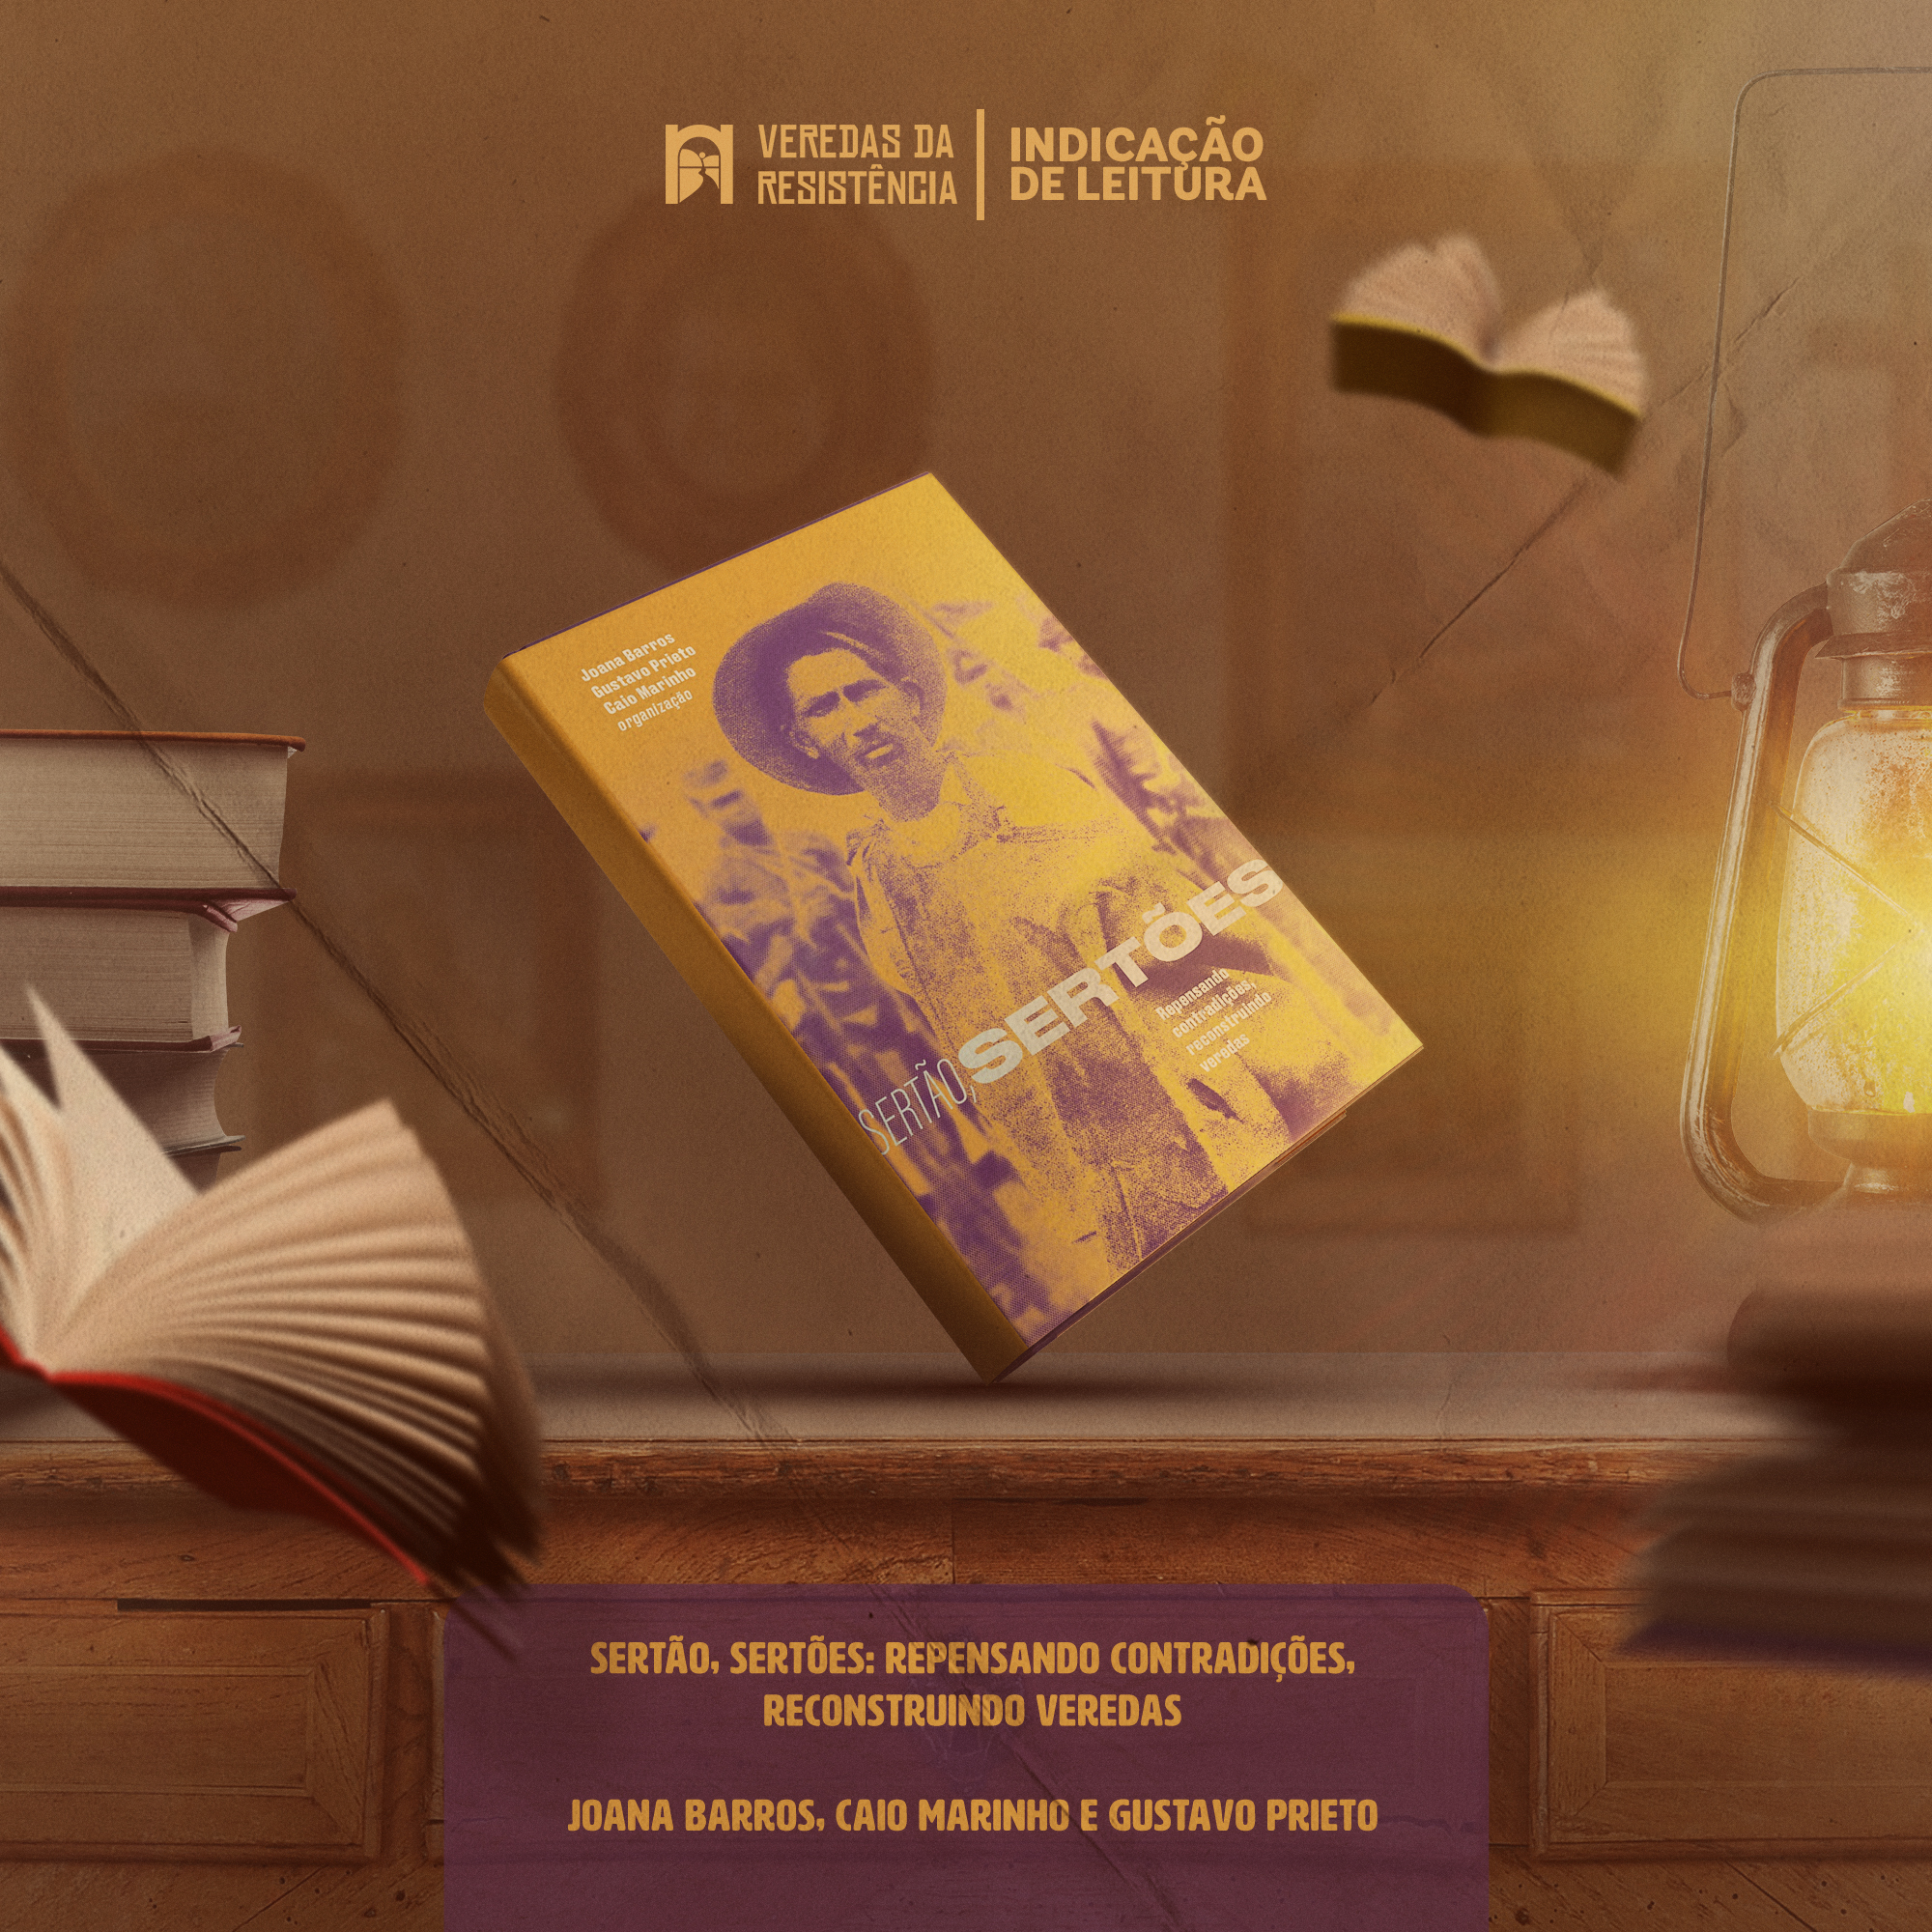 VEREDAS DA
RESISTÊNCIA
INDICAÇÃO
DE LEITURA
Joana Barros
Gustavo Prieto
Caio Marinho
organização
SERTÃO, SERTÕES
Repensando
contradições,
reconstruindo
veredas
SERTÃO, SERTÕES: REPENSANDO CONTRADIÇÕES,
RECONSTRUINDO VEREDAS
JOANA BARROS, CAIO MARINHO E GUSTAVO PRIETO